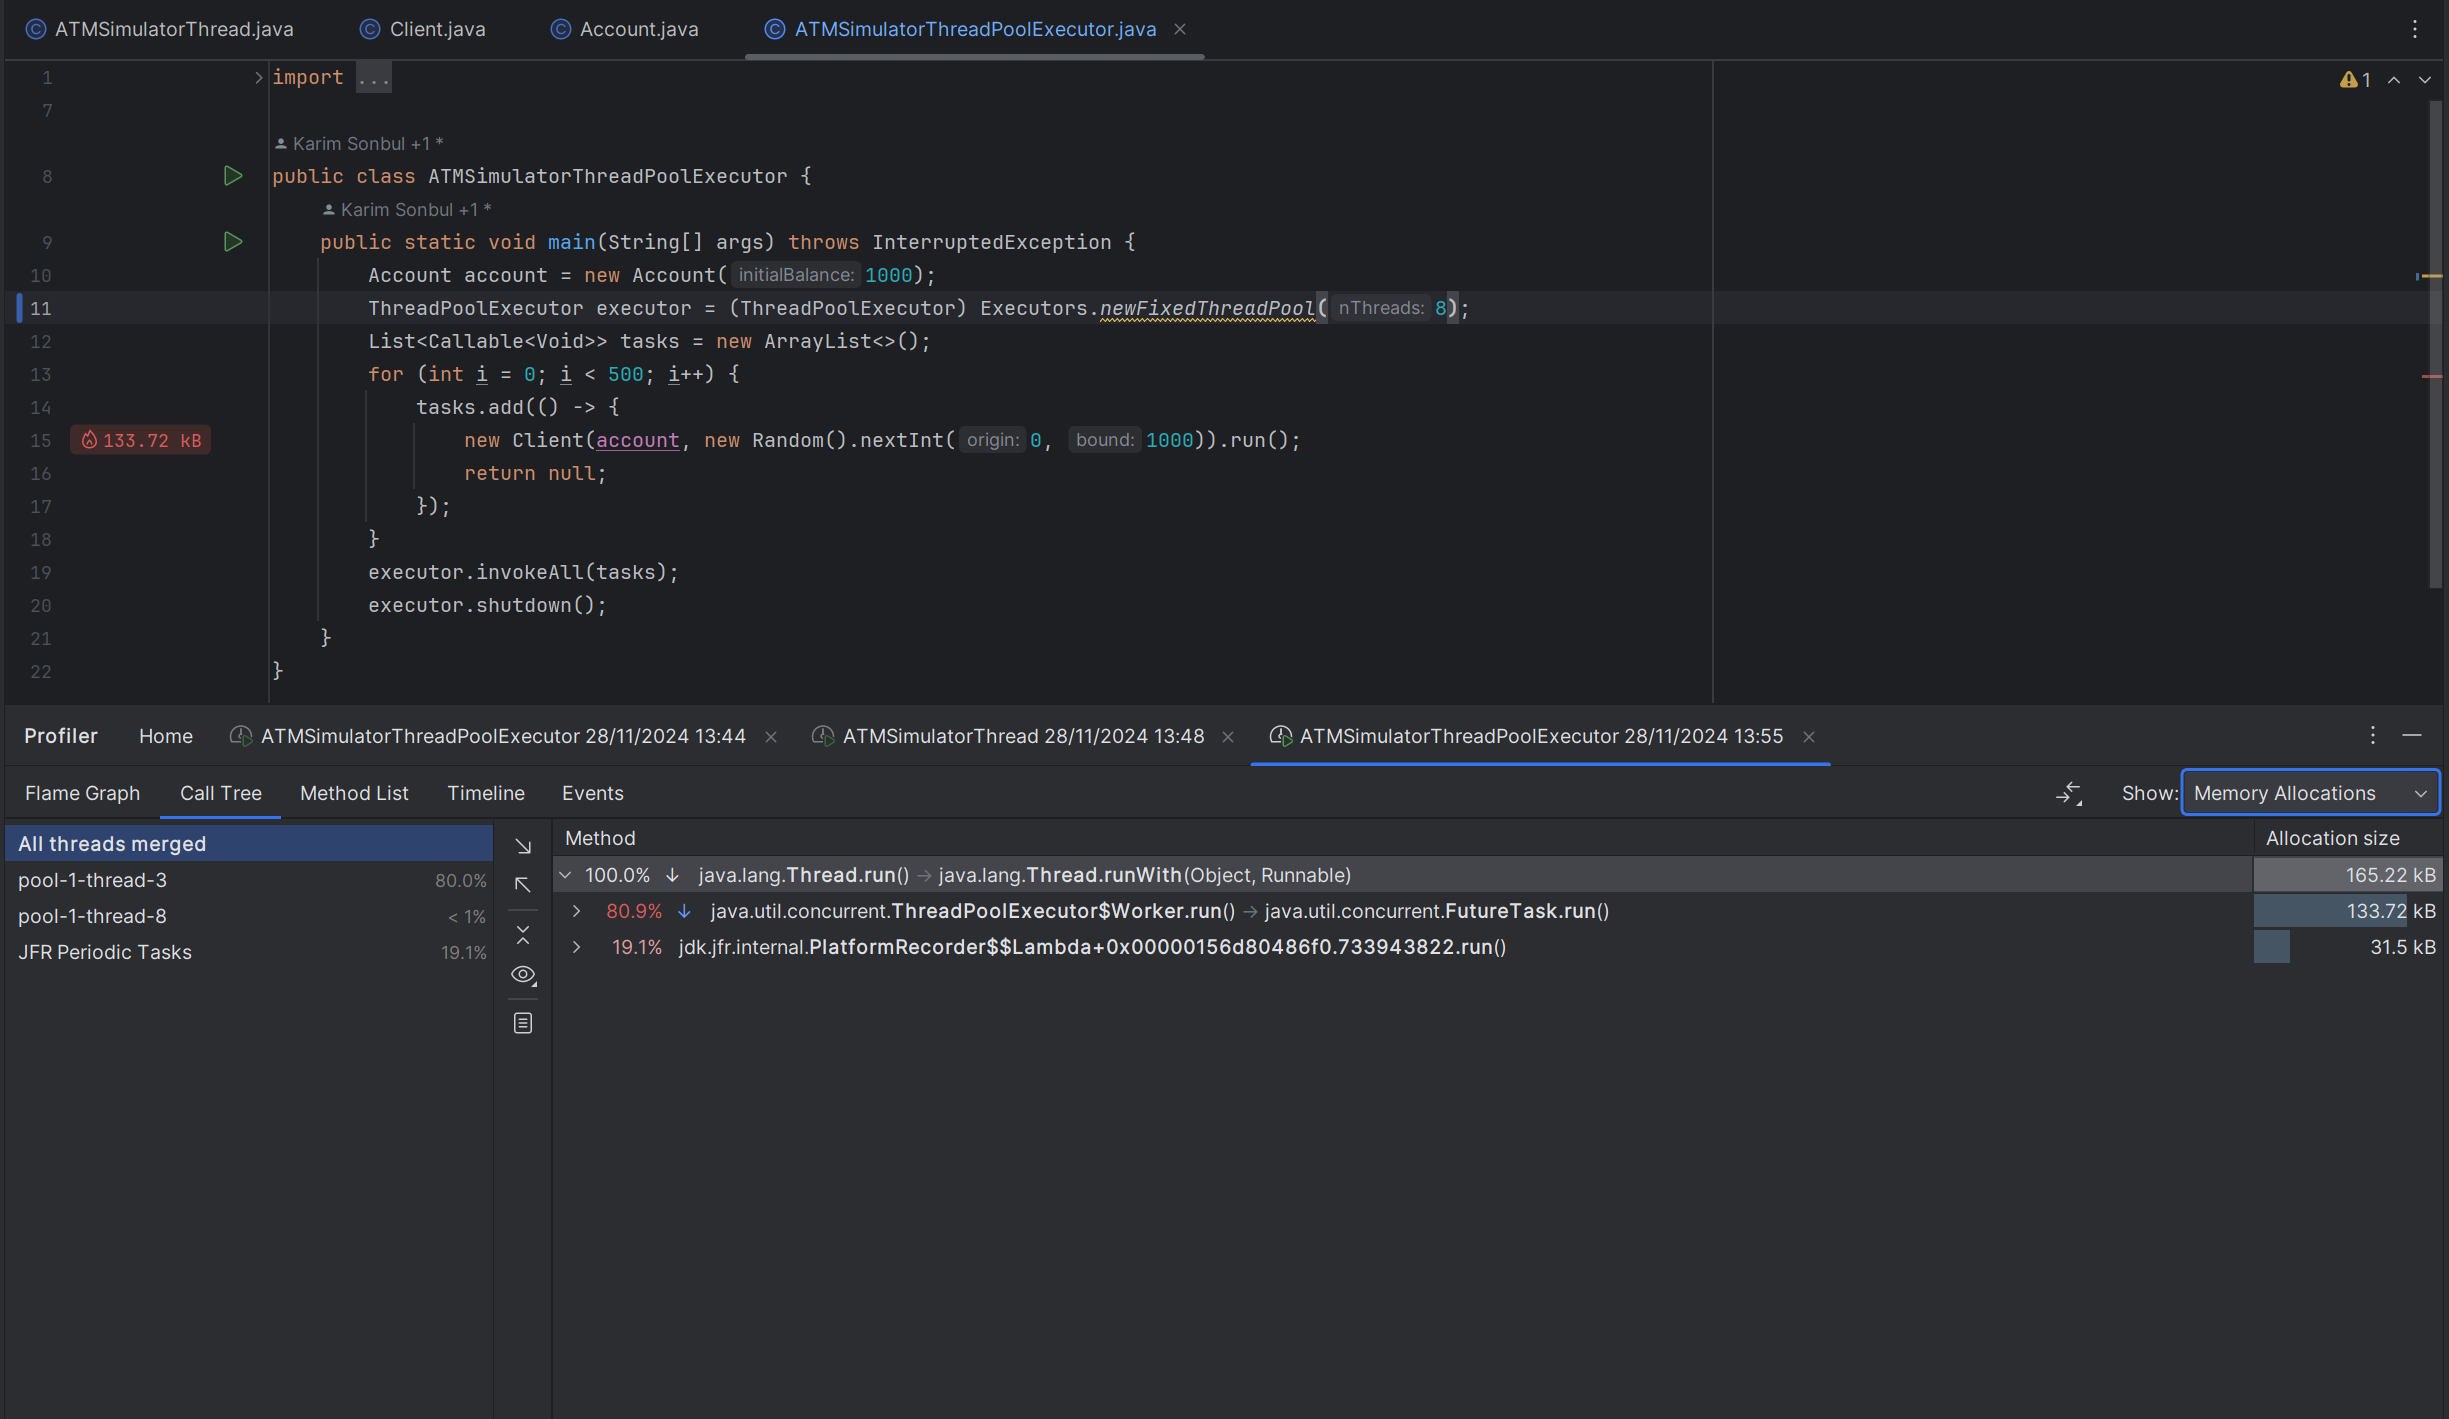 ATMSimulatorThread.java Client.java Account.java ATMSimulatorThreadPoolExecutor.java
1 import ...
7
Karim Sonbul +1 *
8 public class ATMSimulatorThreadPoolExecutor {
Karim Sonbul +1 *
9 public static void main(String[] args) throws InterruptedException {
10 Account account = new Account( initialBalance: 1000);
11 ThreadPoolExecutor executor = (ThreadPoolExecutor) Executors.newFixedThreadPool( nThreads: 8);
12 List<Callable<Void>> tasks = new ArrayList<>();
13 for (int i = 0; i < 500; i++) {
14 tasks.add(() -> {
15 133.72 kB new Client(account, new Random().nextInt( origin: 0, bound: 1000)).run();
16 return null;
17 });
18 }
19 executor.invokeAll(tasks);
20 executor.shutdown();
21 }
22 }
1
Profiler Home ATMSimulatorThreadPoolExecutor 28/11/2024 13:44 ATMSimulatorThread 28/11/2024 13:48 ATMSimulatorThreadPoolExecutor 28/11/2024 13:55
Flame Graph Call Tree Method List Timeline Events Show: Memory Allocations
All threads merged
pool-1-thread-3 80.0%
pool-1-thread-8 < 1%
JFR Periodic Tasks 19.1%
Method Allocation size
100.0% java.lang.Thread.run() → java.lang.Thread.runWith(Object, Runnable) 165.22 kB
80.9% java.util.concurrent.ThreadPoolExecutor$Worker.run() → java.util.concurrent.FutureTask.run() 133.72 kB
19.1% jdk.jfr.internal.PlatformRecorder$$Lambda+0x00000156d80486f0.733943822.run() 31.5 kB